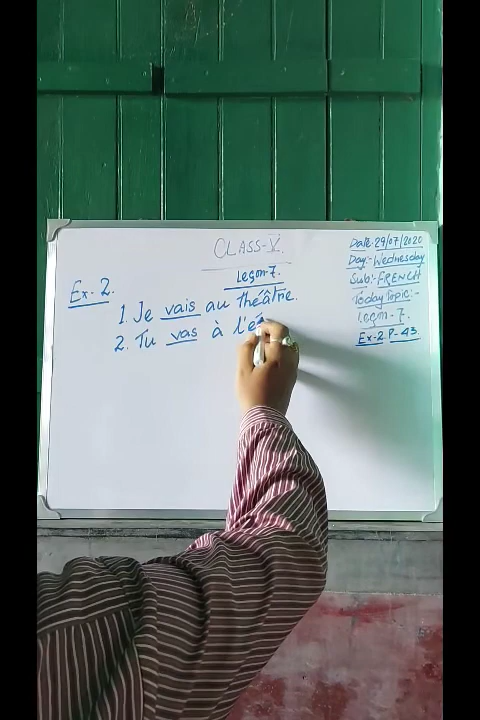 CLASS-V.
Leçon-7.
Ex-2.
1. Je vais au théâtre.
2. Tu vas à l'é
Date:-29/07/2020
Day:-Wednesday
Sub:-FRENCH
Today Topic:-
Leçon-7.
Ex-2. P-43